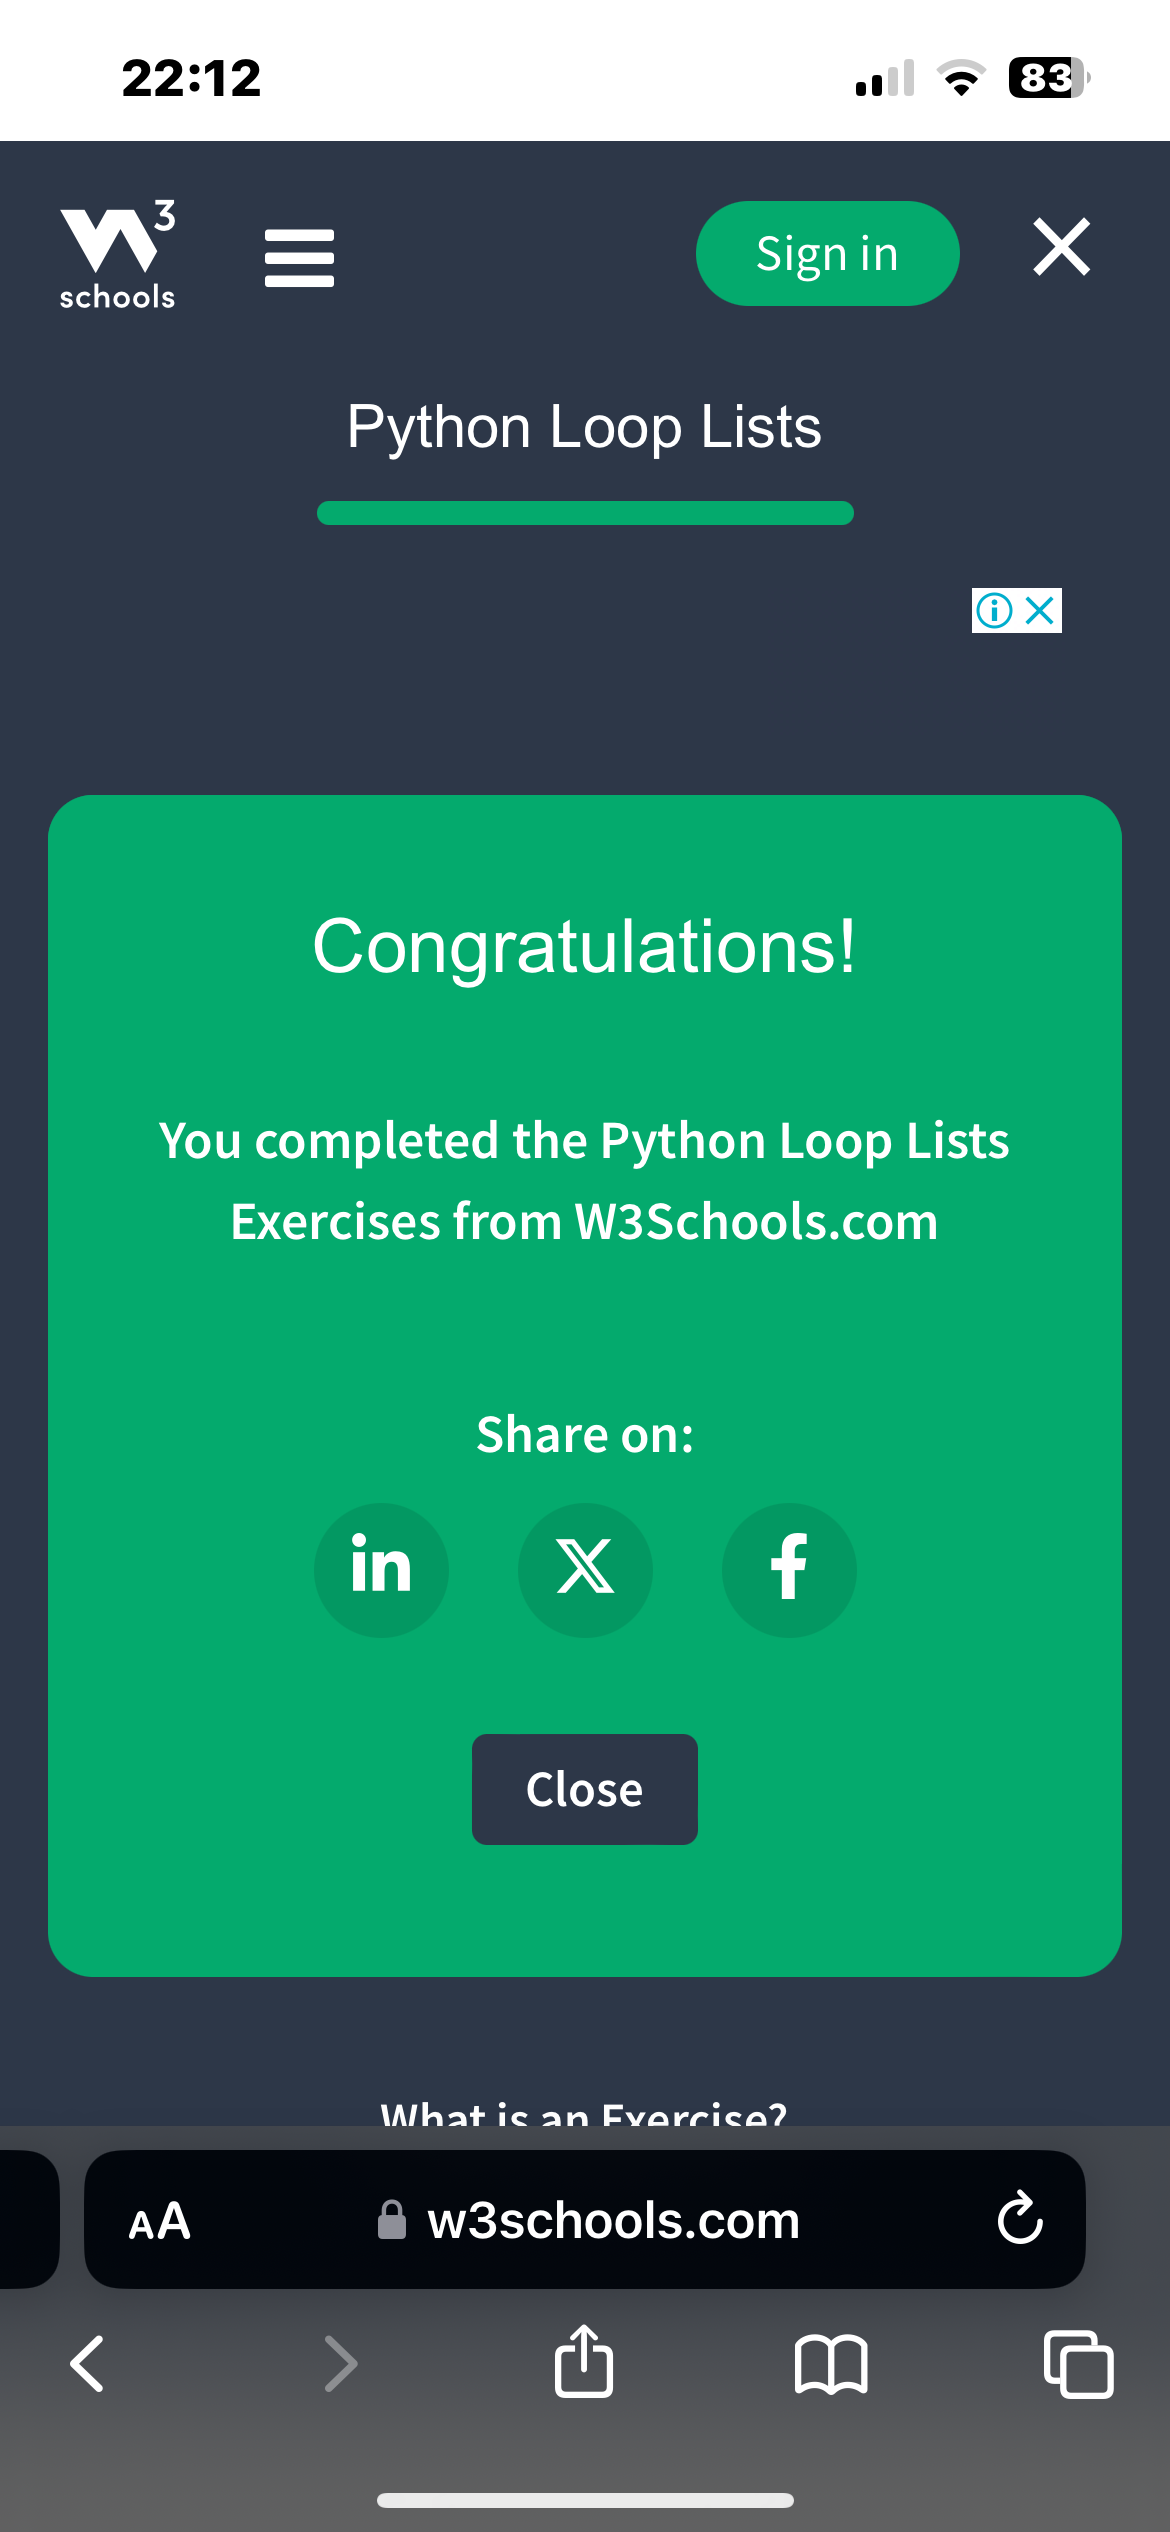 22:12
83
W3
schools
Sign in
Python Loop Lists
Congratulations!
You completed the Python Loop Lists
Exercises from W3Schools.com
Share on:
in
X
f
Close
What is an Exercise?
AA
w3schools.com